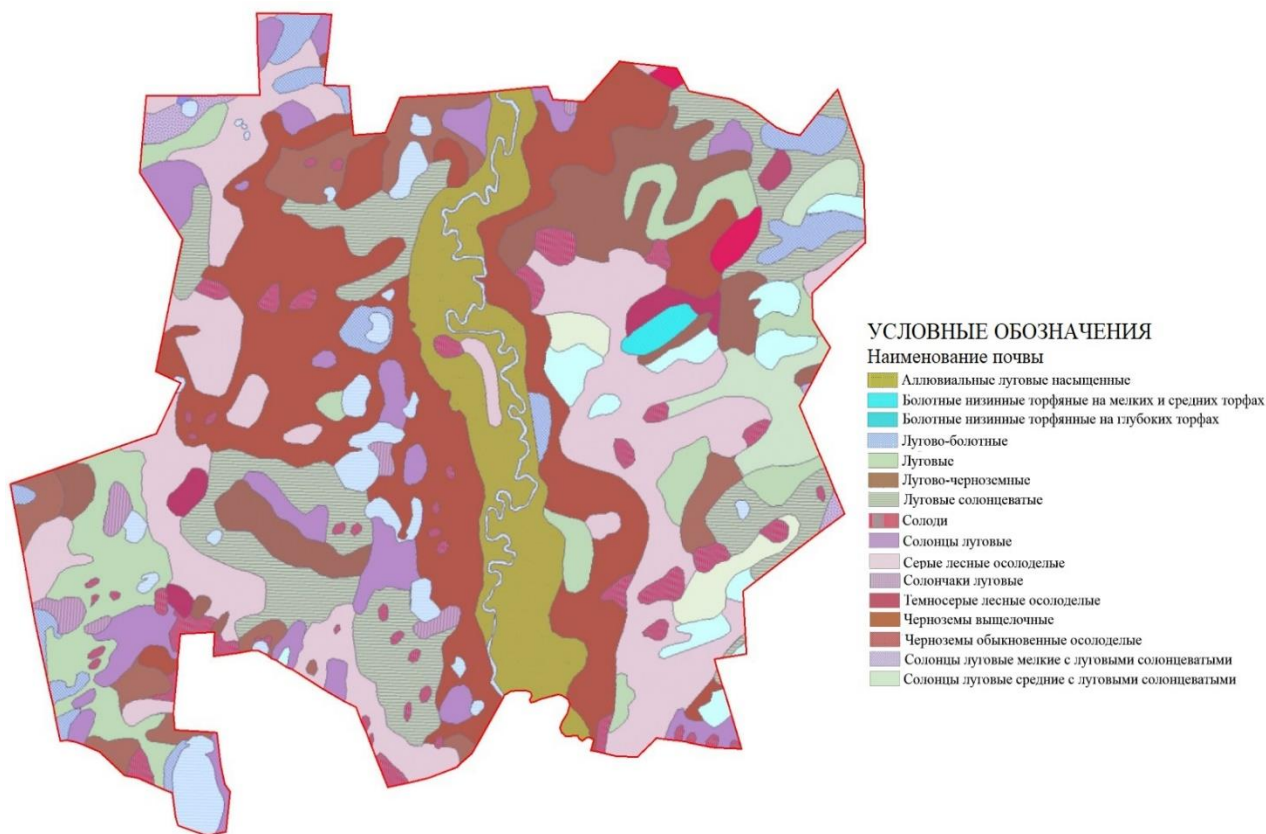 УСЛОВНЫЕ ОБОЗНАЧЕНИЯ
Наименование почвы
Аллювиальные луговые насыщенные
Болотные низинные торфяные на мелких и средних торфах
Болотные низинные торфянные на глубоких торфах
Лугово-болотные
Луговые
Лугово-черноземные
Луговые солонцеватые
Солоди
Солонцы луговые
Серые лесные осолоделые
Солончаки луговые
Темносерые лесные осолоделые
Черноземы выщелочные
Черноземы обыкновенные осолоделые
Солонцы луговые мелкие с луговыми солонцеватыми
Солонцы луговые средние с луговыми солонцеватыми